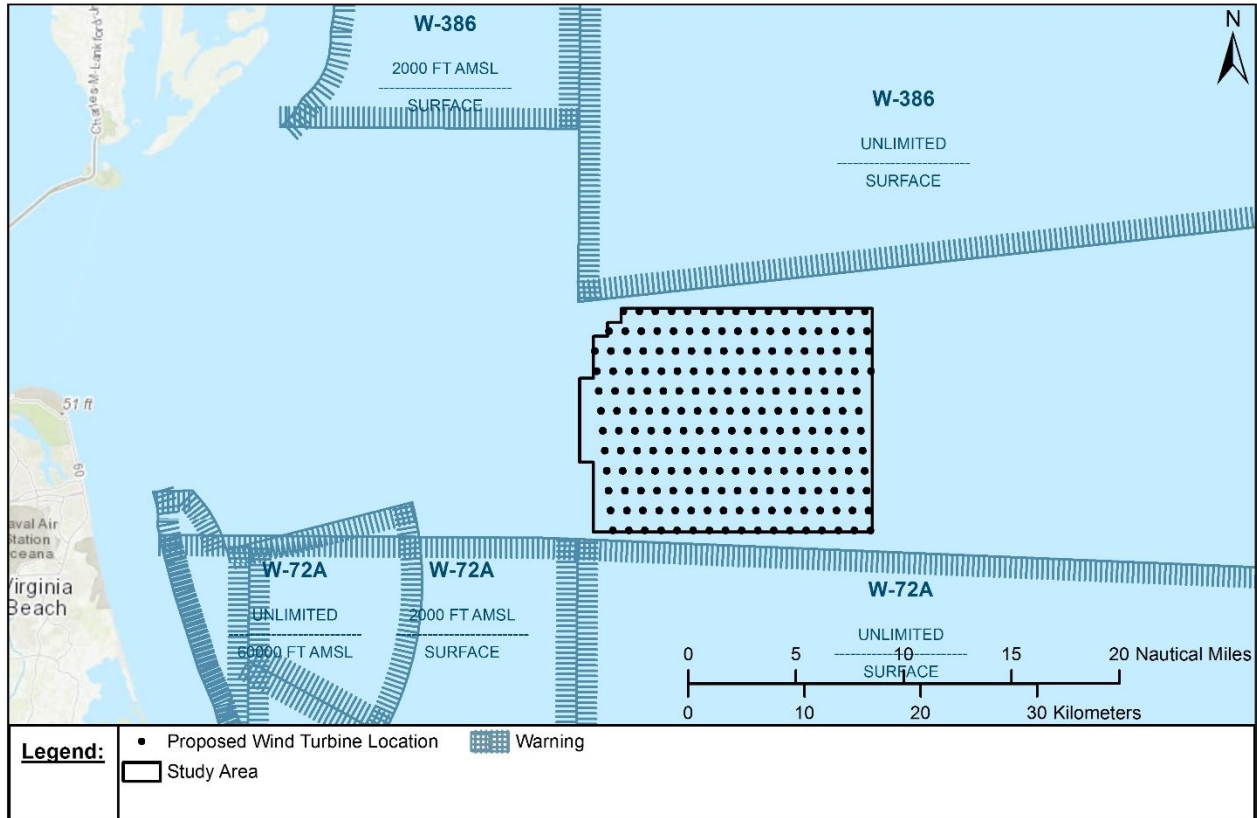 W-386
2000 FT AMSL
SURFACE
N
Charles-M-Lankford-Jr
W-386
UNLIMITED
SURFACE
51 ft
60
aval Air
Station
ceana
Virginia
Beach
W-72A
UNLIMITED
60000 FT AMSL
W-72A
2000 FT AMSL
SURFACE
W-72A
UNLIMITED
SURFACE
0 5 10 15 20 Nautical Miles
0 10 20 30 Kilometers
Legend:
Proposed Wind Turbine Location
Warning
Study Area